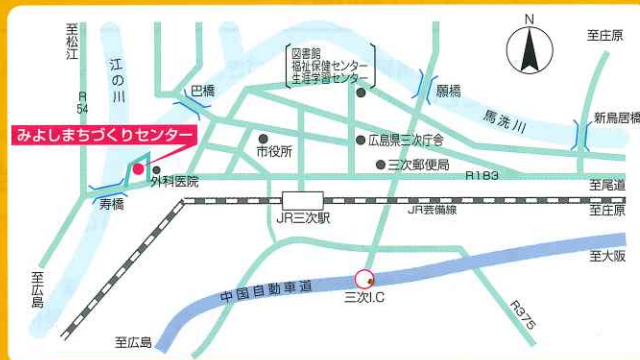 至松江
江の川
R
54
巴橋
図書館
福祉保健センター
生涯学習センター
願橋
N
至庄原
馬洗川
新鳥居橋
みよしまちづくりセンター
市役所
広島県三次庁舎
三次郵便局
外科医院
R183
至尾道
寿橋
JR三次駅
JR芸備線
至庄原
至広島
中国自動車道
至大阪
三次I.C
R375
至広島